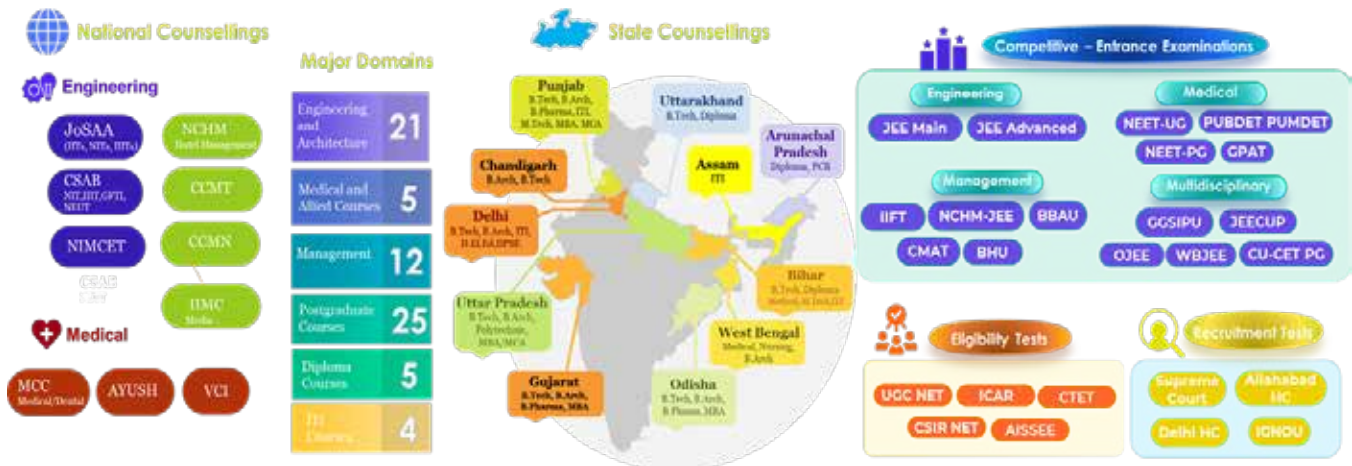 National Counsellings
Engineering
JoSAA
(IITs, NITs, IIITs)
CSAB
NIT,IIIT,GFTI,
NEUT
NIMCET
CSAB
NCHM
Hotel Management
CCMT
CCMN
IIMC
Media
Medical
MCC
Medical/Dental
AYUSH
VCI
Major Domains
Engineering
and
Architecture
21
Medical and
Allied Courses
5
Management
12
Postgraduate
Courses
25
Diploma
Courses
5
ITI
Courses
4
State Counsellings
Punjab
B.Tech, B.Arch,
B.Pharma, ITI,
M.Tech, MBA, MCA
Uttarakhand
B.Tech, Diploma
Arunachal
Pradesh
Diploma, PCB
Chandigarh
B.Arch, B.Tech
Assam
ITI
Delhi
B.Tech, B.Arch, ITI,
Bihar
B.Tech, Diploma
Uttar Pradesh
B.Tech, B.Arch,
Polytechnic,
MBA/MCA
West Bengal
Medical, Nursing,
B.Arch
Gujarat
B.Tech, B.Arch,
B.Pharma, MBA
Odisha
B.Tech, B.Arch,
B.Pharma, MBA
Competitive – Entrance Examinations
Engineering
JEE Main
JEE Advanced
Medical
NEET-UG
PUBDET PUMDET
NEET-PG
GPAT
Management
IIFT
NCHM-JEE
BBAU
CMAT
BHU
Multidisciplinary
GGSIPU
JEECUP
OJEE
WBJEE
CU-CET PG
Eligibility Tests
UGC NET
ICAR
CTET
CSIR NET
AISSEE
Recruitment Tests
Supreme
Court
Allahabad
HC
Delhi HC
IGNOU